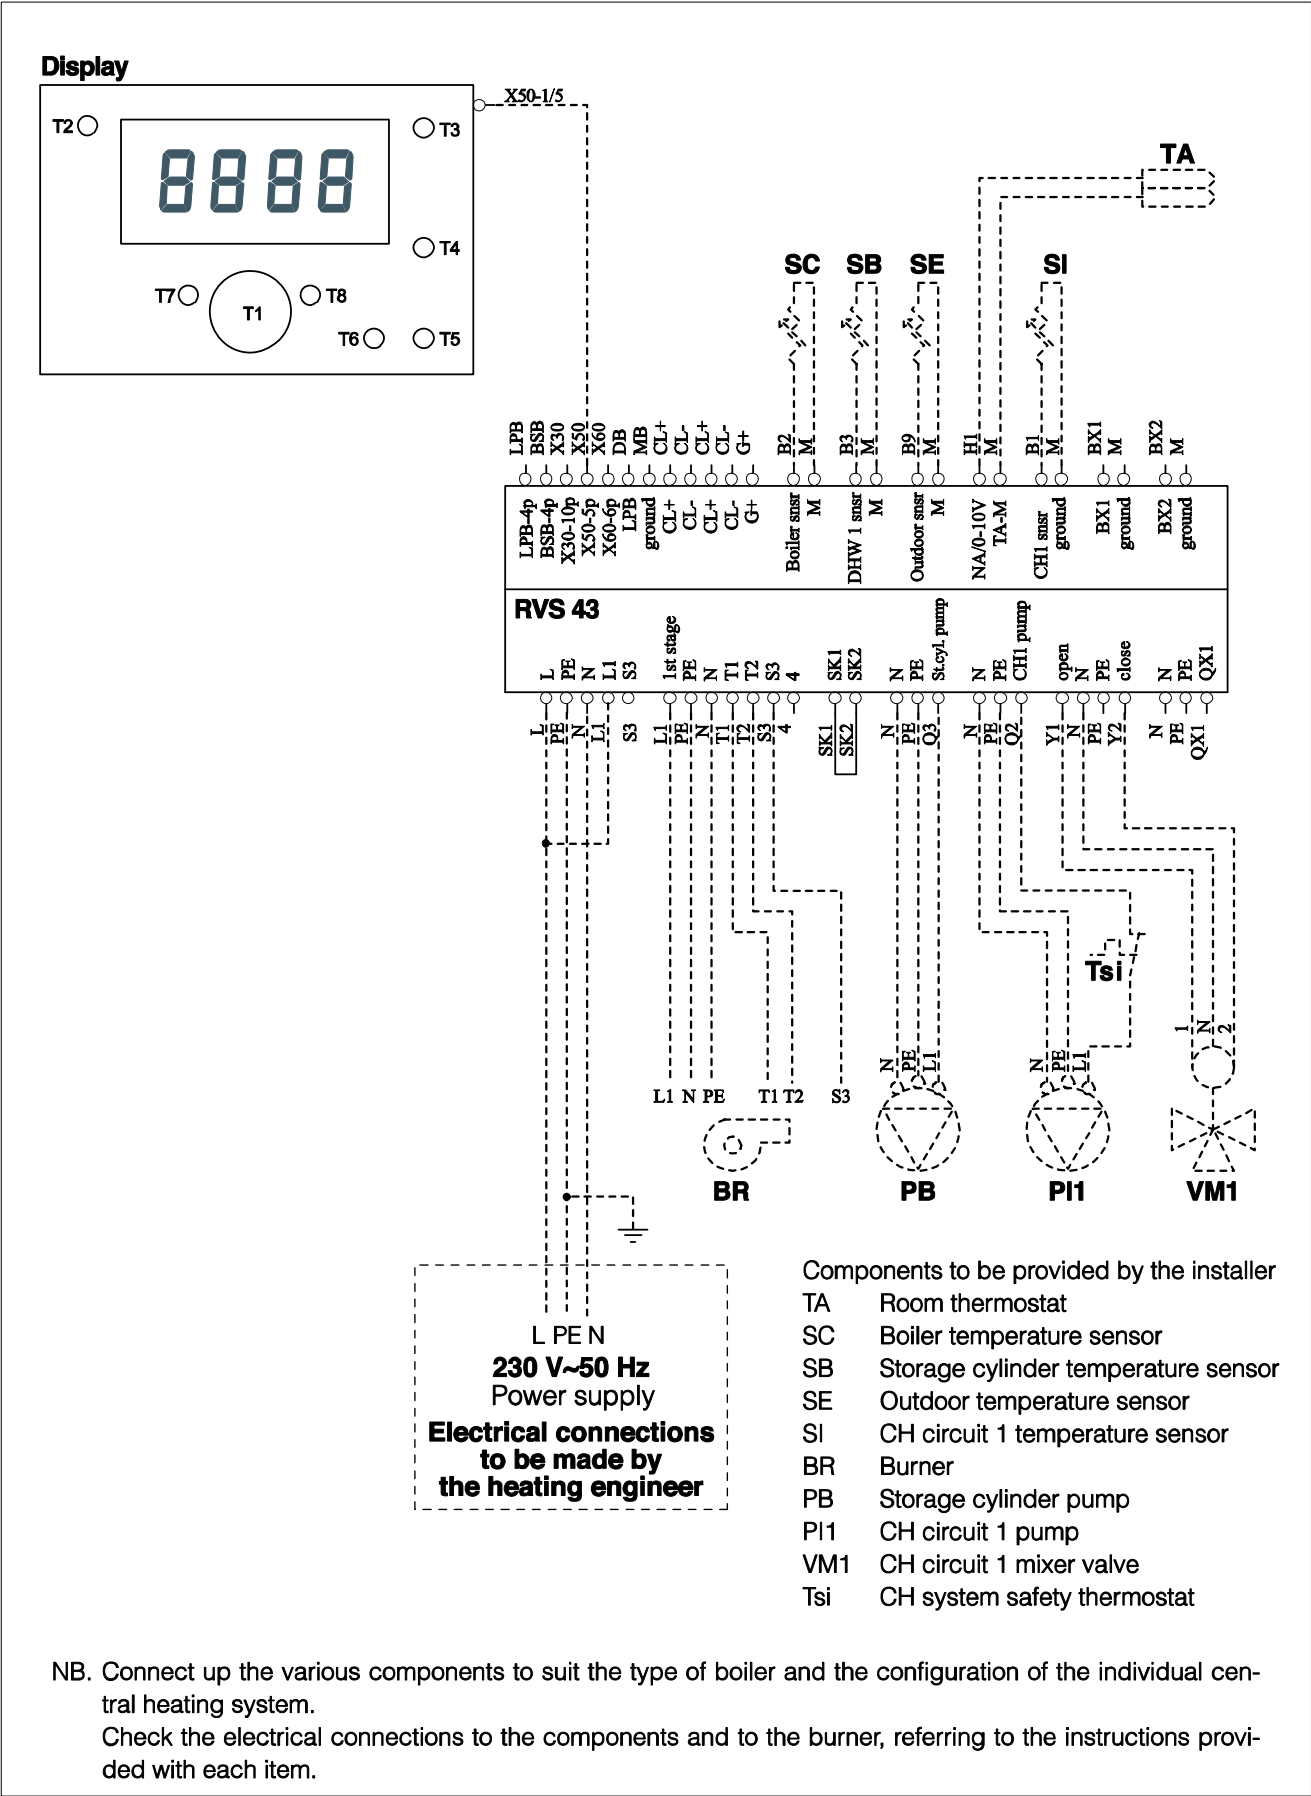 Display
X50-1/5
T2
T3
8888
T4
T7
T1
T8
T6
T5
TA
SC SB SE SI
LPB BSB X30 X50 X60 DB MB CL+ CL- CL+ CL- G+ B2 M B3 M B9 M H1 M B1 M BX1 M BX2 M
LPB-4p BSB-4p X30-10p X50-5p X60-6p LPB ground CL+ CL- CL+ CL- G+ Boiler snsr M DHW 1 snsr M Outdoor snsr M NA/0-10V TA-M CH1 snsr ground BX1 ground BX2 ground
RVS 43
L PE N L1 S3 1st stage PE N T1 T2 S3 4 SK1 SK2 N PE St.cyl. pump N PE CH1 pump open N PE close N PE QX1
L PE N L1 S3 L1 PE N T1 T2 S3 4 SK1 SK2 N PE Q3 N PE Q2 Y1 N PE Y2 N PE QX1
Tsi
1 N 2
N PE L1 N PE L1
L1 N PE T1 T2 S3
BR PB PI1 VM1
L PE N
230 V~50 Hz
Power supply
Electrical connections
to be made by
the heating engineer
Components to be provided by the installer
TA Room thermostat
SC Boiler temperature sensor
SB Storage cylinder temperature sensor
SE Outdoor temperature sensor
SI CH circuit 1 temperature sensor
BR Burner
PB Storage cylinder pump
PI1 CH circuit 1 pump
VM1 CH circuit 1 mixer valve
Tsi CH system safety thermostat
NB. Connect up the various components to suit the type of boiler and the configuration of the individual cen-
tral heating system.
Check the electrical connections to the components and to the burner, referring to the instructions provi-
ded with each item.